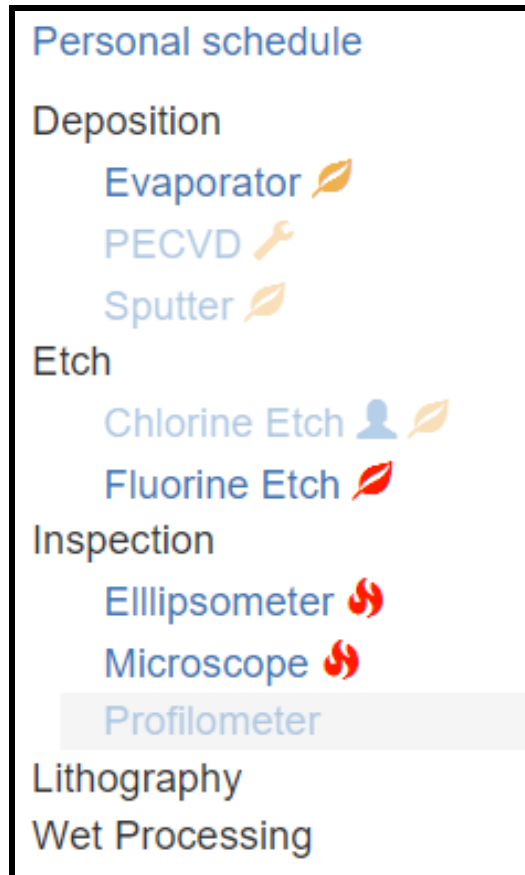 Personal schedule
Deposition
Evaporator
PECVD
Sputter
Etch
Chlorine Etch
Fluorine Etch
Inspection
Elllipsometer
Microscope
Profilometer
Lithography
Wet Processing